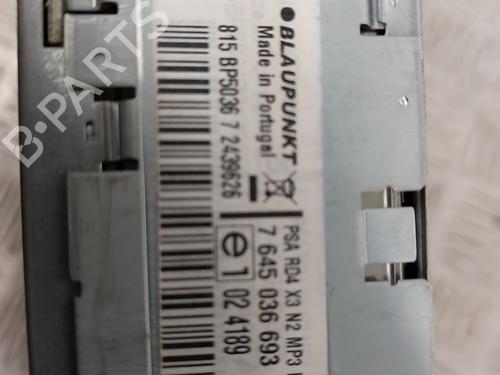 BLAUPUNKT
Made in Portugal
815 BP5036 7 2439626
PSA RD4 X3 N2 MP3
7 645 036 693
e1 02 4189
B-PARTS